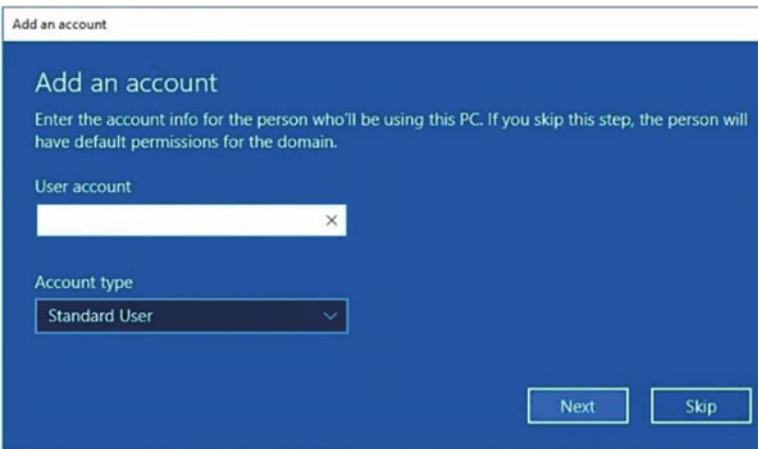 Add an account
Add an account
Enter the account info for the person who'll be using this PC. If you skip this step, the person will
have default permissions for the domain.
User account
Account type
Standard User
Next
Skip